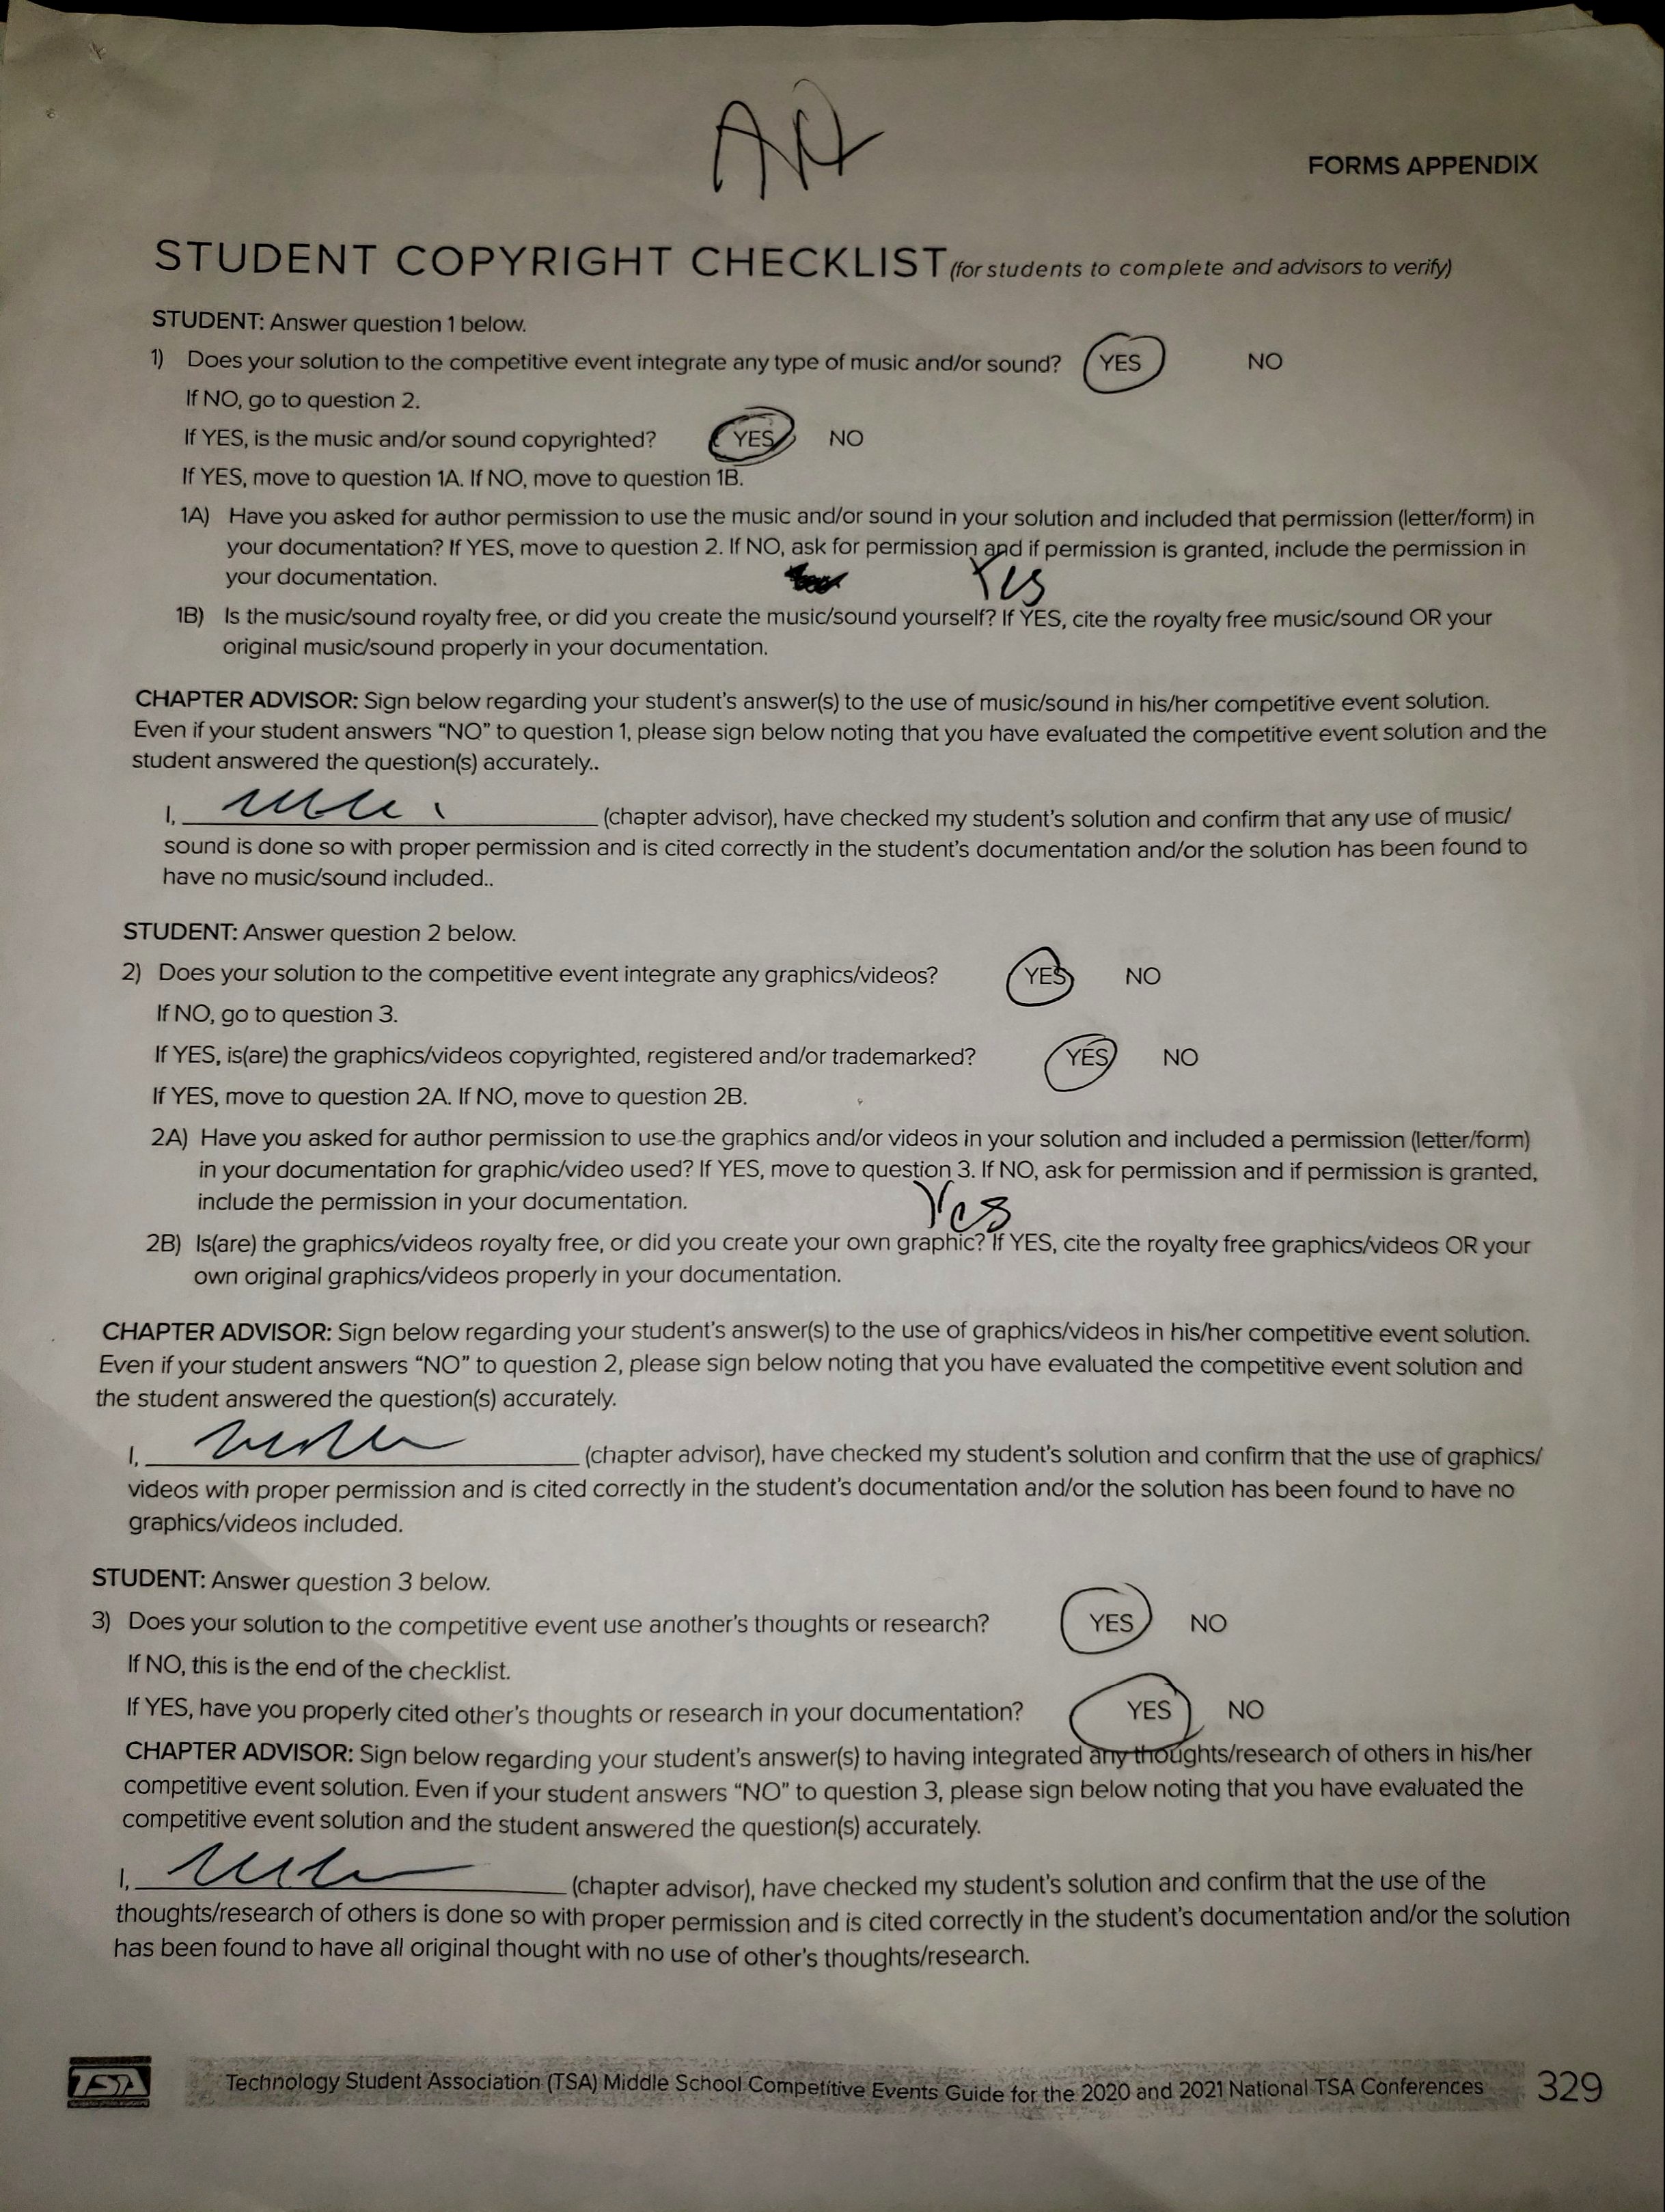 FORMS APPENDIX
STUDENT COPYRIGHT CHECKLIST (for students to complete and advisors to verify)
STUDENT: Answer question 1 below.
1) Does your solution to the competitive event integrate any type of music and/or sound? YES NO
If NO, go to question 2.
If YES, is the music and/or sound copyrighted? YES NO
If YES, move to question 1A. If NO, move to question 1B.
1A) Have you asked for author permission to use the music and/or sound in your solution and included that permission (letter/form) in
your documentation? If YES, move to question 2. If NO, ask for permission and if permission is granted, include the permission in
your documentation. Yes
1B) Is the music/sound royalty free, or did you create the music/sound yourself? If YES, cite the royalty free music/sound OR your
original music/sound properly in your documentation.
CHAPTER ADVISOR: Sign below regarding your student's answer(s) to the use of music/sound in his/her competitive event solution.
Even if your student answers "NO" to question 1, please sign below noting that you have evaluated the competitive event solution and the
student answered the question(s) accurately..
I, (chapter advisor), have checked my student's solution and confirm that any use of music/
sound is done so with proper permission and is cited correctly in the student's documentation and/or the solution has been found to
have no music/sound included..
STUDENT: Answer question 2 below.
2) Does your solution to the competitive event integrate any graphics/videos? YES NO
If NO, go to question 3.
If YES, is(are) the graphics/videos copyrighted, registered and/or trademarked? YES NO
If YES, move to question 2A. If NO, move to question 2B.
2A) Have you asked for author permission to use the graphics and/or videos in your solution and included a permission (letter/form)
in your documentation for graphic/video used? If YES, move to question 3. If NO, ask for permission and if permission is granted,
include the permission in your documentation. Yes
2B) Is(are) the graphics/videos royalty free, or did you create your own graphic? If YES, cite the royalty free graphics/videos OR your
own original graphics/videos properly in your documentation.
CHAPTER ADVISOR: Sign below regarding your student's answer(s) to the use of graphics/videos in his/her competitive event solution.
Even if your student answers "NO" to question 2, please sign below noting that you have evaluated the competitive event solution and
the student answered the question(s) accurately.
I, (chapter advisor), have checked my student's solution and confirm that the use of graphics/
videos with proper permission and is cited correctly in the student's documentation and/or the solution has been found to have no
graphics/videos included.
STUDENT: Answer question 3 below.
3) Does your solution to the competitive event use another's thoughts or research? YES NO
If NO, this is the end of the checklist.
If YES, have you properly cited other's thoughts or research in your documentation? YES NO
CHAPTER ADVISOR: Sign below regarding your student's answer(s) to having integrated any thoughts/research of others in his/her
competitive event solution. Even if your student answers "NO" to question 3, please sign below noting that you have evaluated the
competitive event solution and the student answered the question(s) accurately.
I, (chapter advisor), have checked my student's solution and confirm that the use of the
thoughts/research of others is done so with proper permission and is cited correctly in the student's documentation and/or the solution
has been found to have all original thought with no use of other's thoughts/research.
TSA Technology Student Association (TSA) Middle School Competitive Events Guide for the 2020 and 2021 National TSA Conferences 329